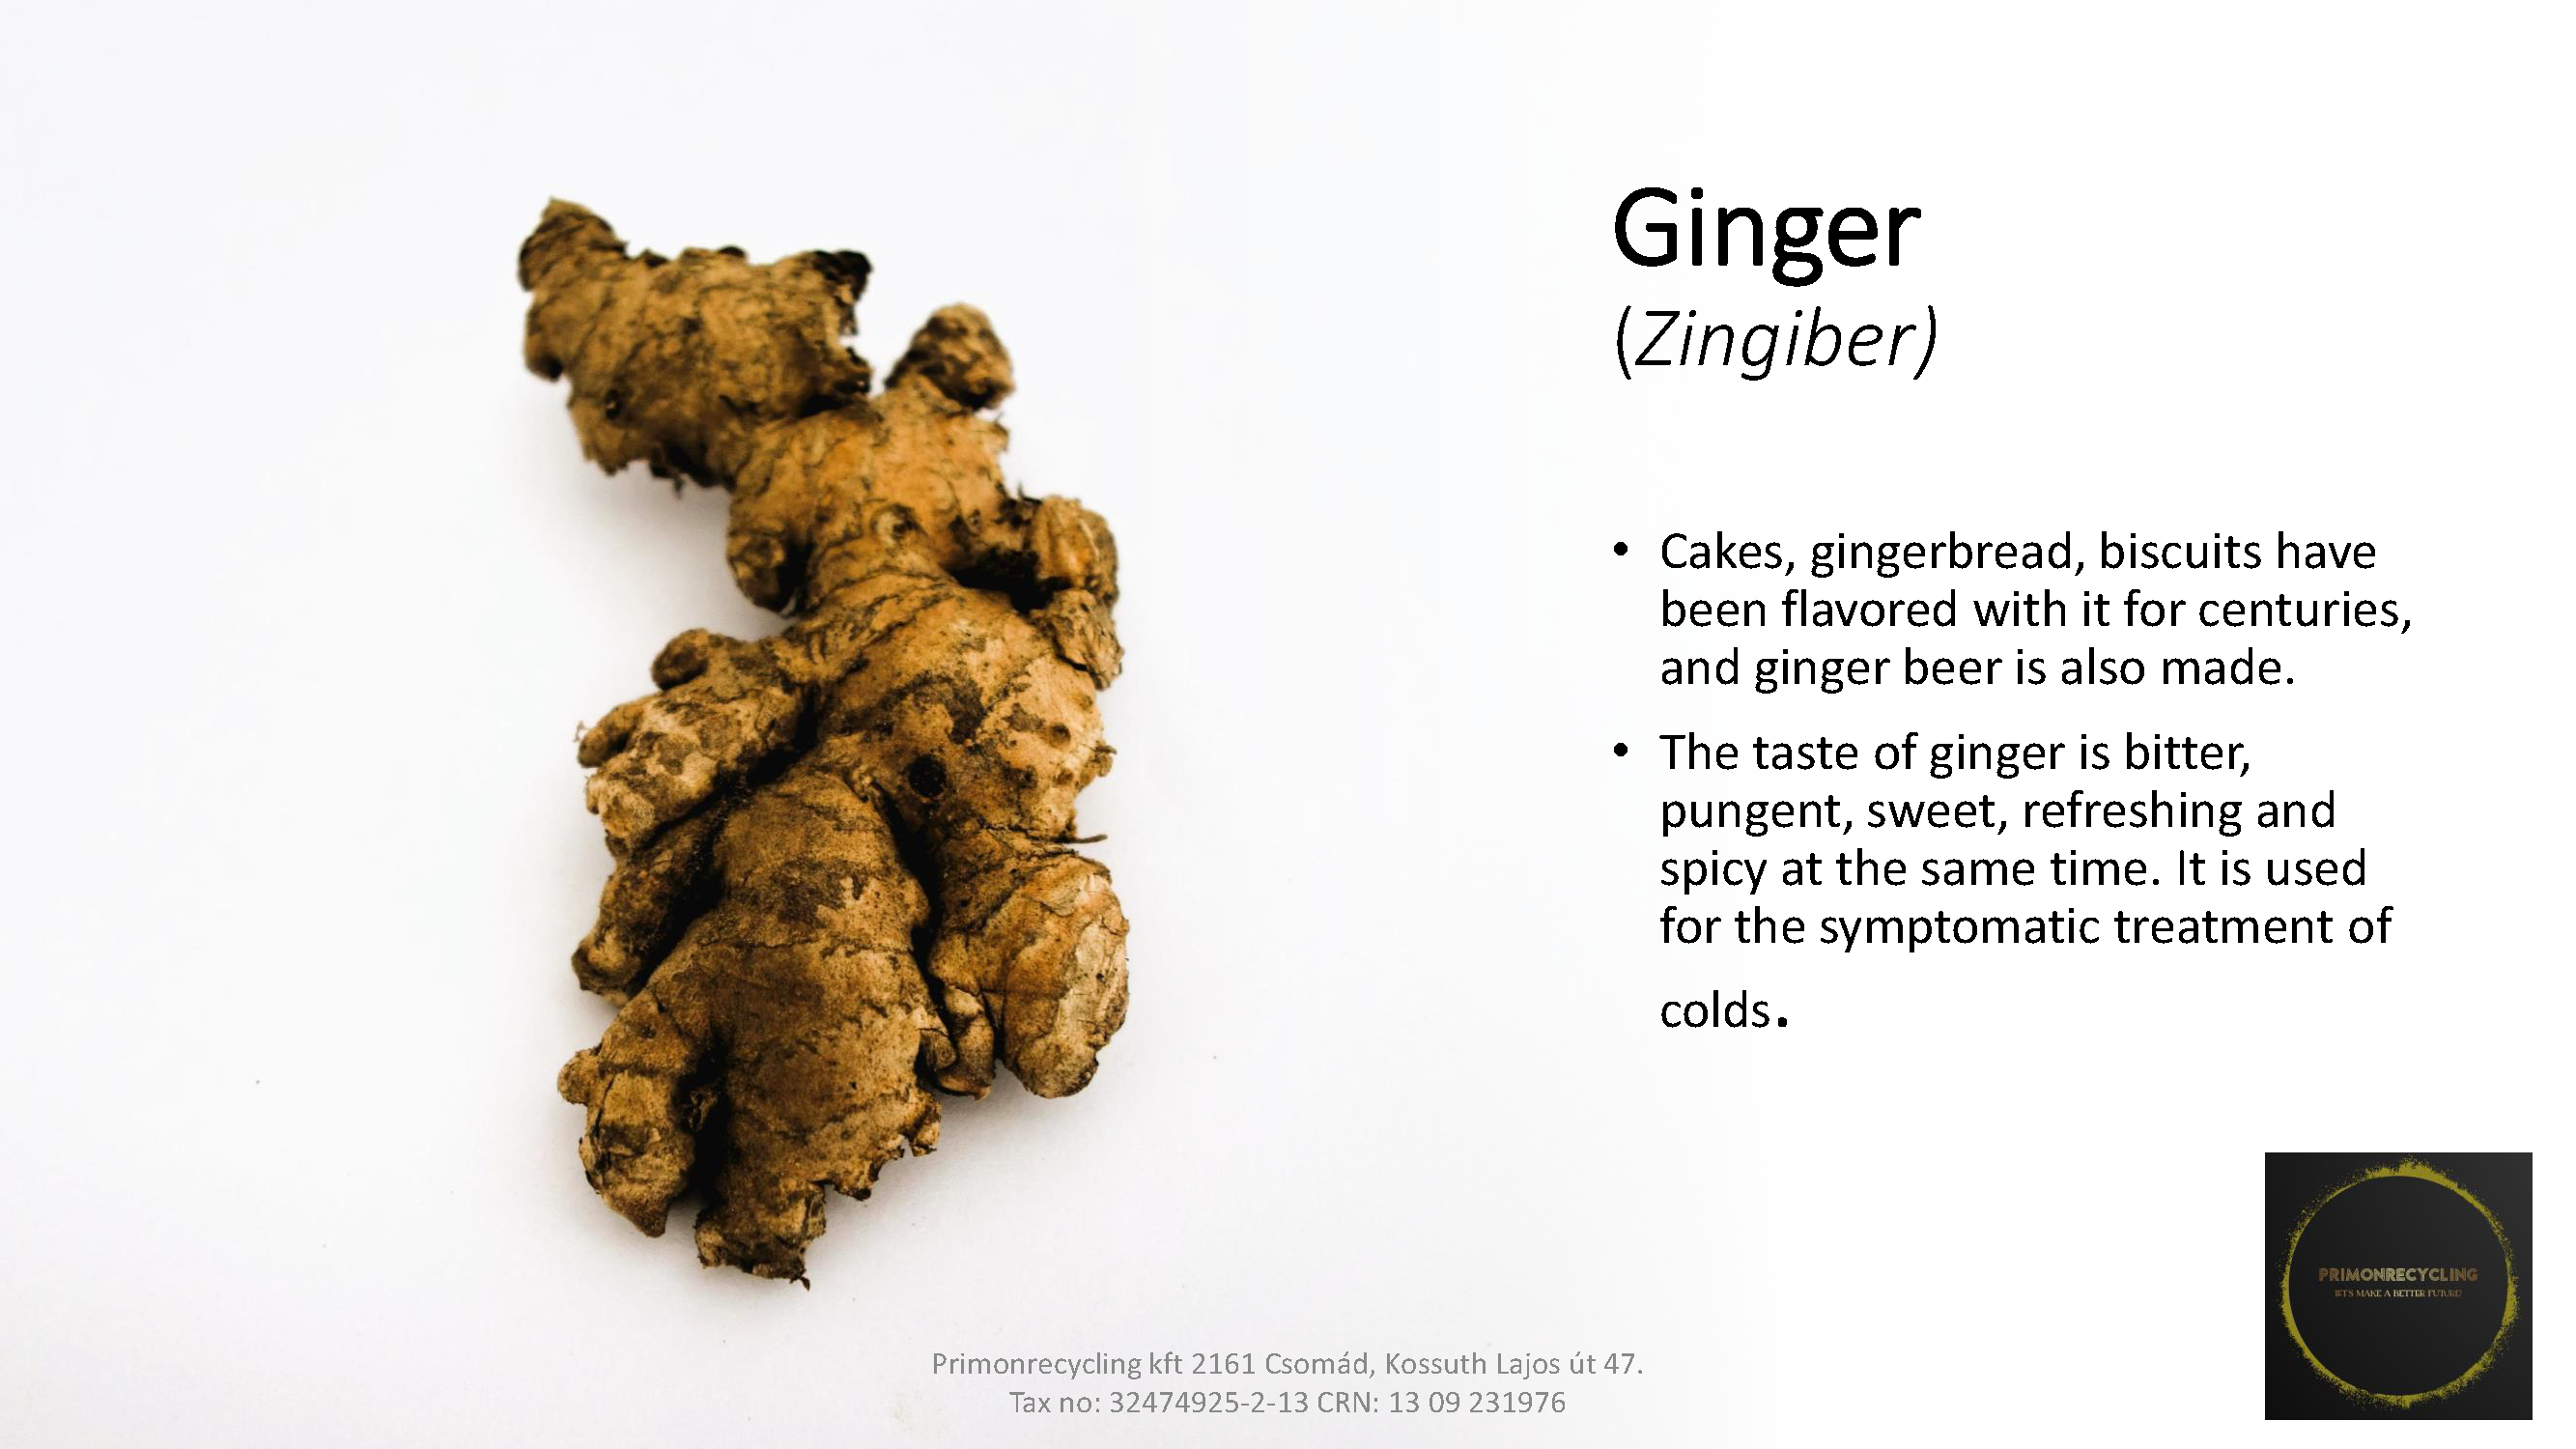 Ginger
(Zingiber)
• Cakes, gingerbread, biscuits have
been flavored with it for centuries,
and ginger beer is also made.
• The taste of ginger is bitter,
pungent, sweet, refreshing and
spicy at the same time. It is used
for the symptomatic treatment of
colds.
PRIMONRECYCLING
MAKE A BETTER FUTURE
Primonrecycling kft 2161 Csomád, Kossuth Lajos út 47.
Tax no: 32474925-2-13 CRN: 13 09 231976